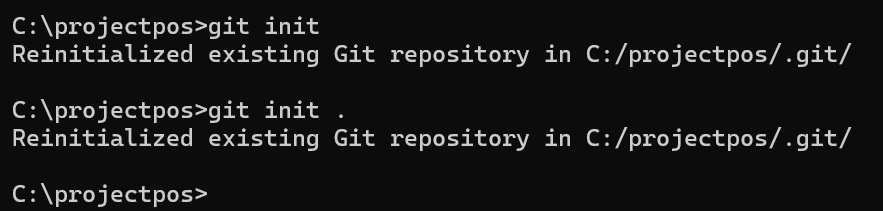 C:\projectpos>git init
Reinitialized existing Git repository in C:/projectpos/.git/
C:\projectpos>git init .
Reinitialized existing Git repository in C:/projectpos/.git/
C:\projectpos>